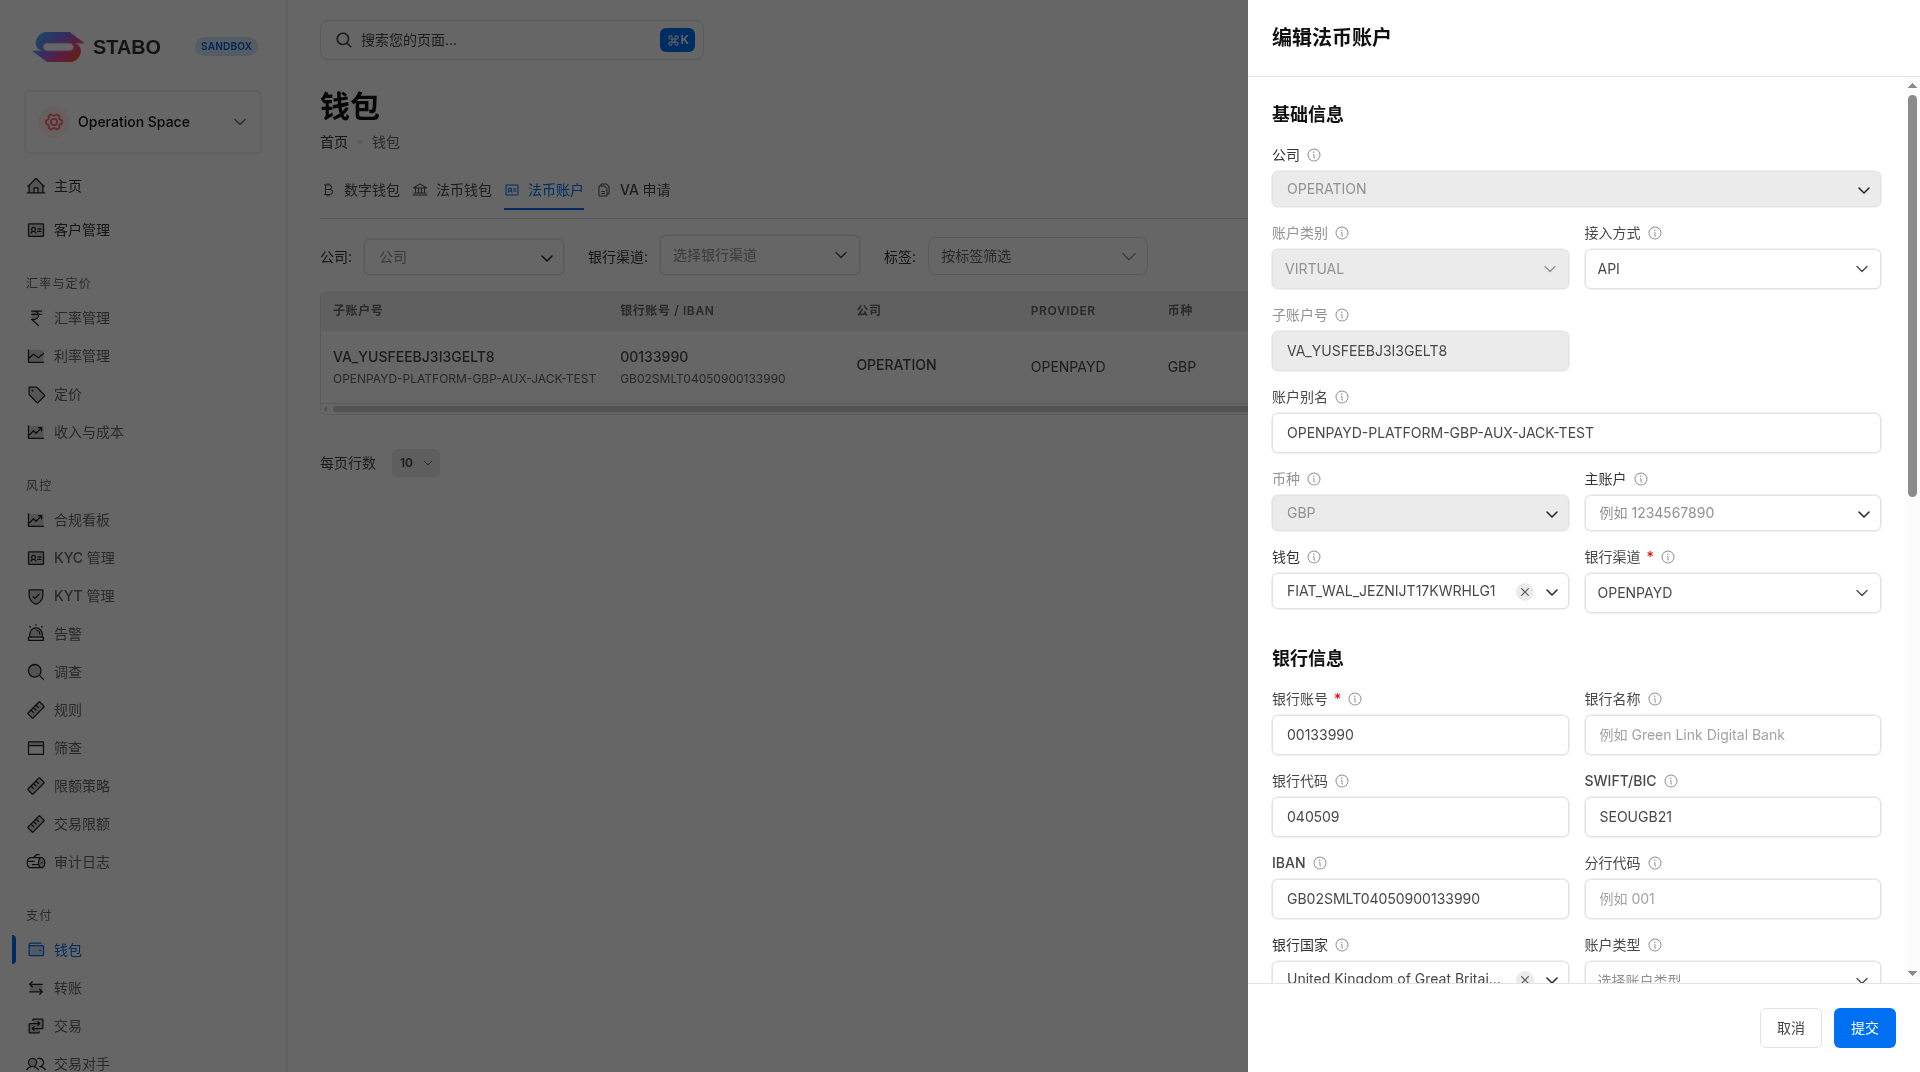 STABO
SANDBOX
Operation Space
主页
客户管理
汇率与定价
汇率管理
利率管理
定价
收入与成本
风控
合规看板
KYC 管理
KYT 管理
告警
调查
规则
筛查
限额策略
交易限额
审计日志
支付
钱包
转账
交易
交易对手
搜索您的页面...
⌘K
钱包
首页 • 钱包
数字钱包 法币钱包 法币账户 VA 申请
公司: 公司 银行渠道: 选择银行渠道 标签: 按标签筛选
子账户号 银行账号 / IBAN 公司 PROVIDER 币种
VA_YUSFEEBJ3I3GELT8 00133990 OPERATION OPENPAYD GBP
OPENPAYD-PLATFORM-GBP-AUX-JACK-TEST GB02SMLT04050900133990
每页行数 10
编辑法币账户
基础信息
公司
OPERATION
账户类别 接入方式
VIRTUAL API
子账户号
VA_YUSFEEBJ3I3GELT8
账户别名
OPENPAYD-PLATFORM-GBP-AUX-JACK-TEST
币种 主账户
GBP 例如 1234567890
钱包 银行渠道 *
FIAT_WAL_JEZNIJT17KWRHLG1 OPENPAYD
银行信息
银行账号 * 银行名称
00133990 例如 Green Link Digital Bank
银行代码 SWIFT/BIC
040509 SEOUGB21
IBAN 分行代码
GB02SMLT04050900133990 例如 001
银行国家 账户类型
United Kingdom of Great Britai... 选择账户类型
取消 提交